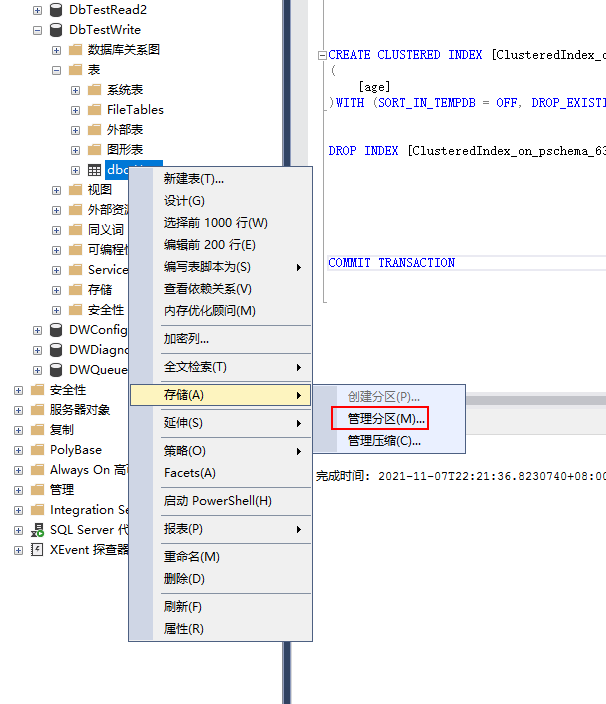 DbTestRead2
DbTestWrite
数据库关系图
表
系统表
FileTables
外部表
图形表
视图
外部资
同义词
可编程
Service
存储
安全性
DWConfig
DWDiagn
DWQueue
安全性
服务器对象
复制
PolyBase
Always On 高
管理
Integration Se
SQL Server 代
XEvent 探查器
新建表(T)...
设计(G)
选择前 1000 行(W)
编辑前 200 行(E)
编写表脚本为(S)
查看依赖关系(V)
内存优化顾问(M)
加密列...
全文检索(T)
存储(A)
延伸(S)
策略(O)
Facets(A)
启动 PowerShell(H)
报表(P)
重命名(M)
删除(D)
刷新(F)
属性(R)
创建分区(P)...
管理分区(M)...
管理压缩(C)...
CREATE CLUSTERED INDEX [ClusteredIndex_o
(
[age]
)WITH (SORT_IN_TEMPDB = OFF, DROP_EXISTI
DROP INDEX [ClusteredIndex_on_pschema_63
COMMIT TRANSACTION
完成时间: 2021-11-07T22:21:36.8230740+08:00